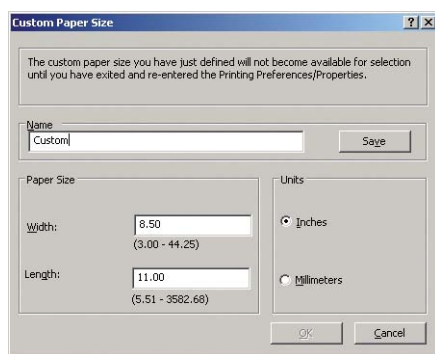 Custom Paper Size
The custom paper size you have just defined will not become available for selection
until you have exited and re-entered the Printing Preferences/Properties.
Name
Custom
Save
Paper Size
Units
Width:
8.50
Inches
(3.00 - 44.25)
Length:
11.00
Millimeters
(5.51 - 3582.68)
OK
Cancel